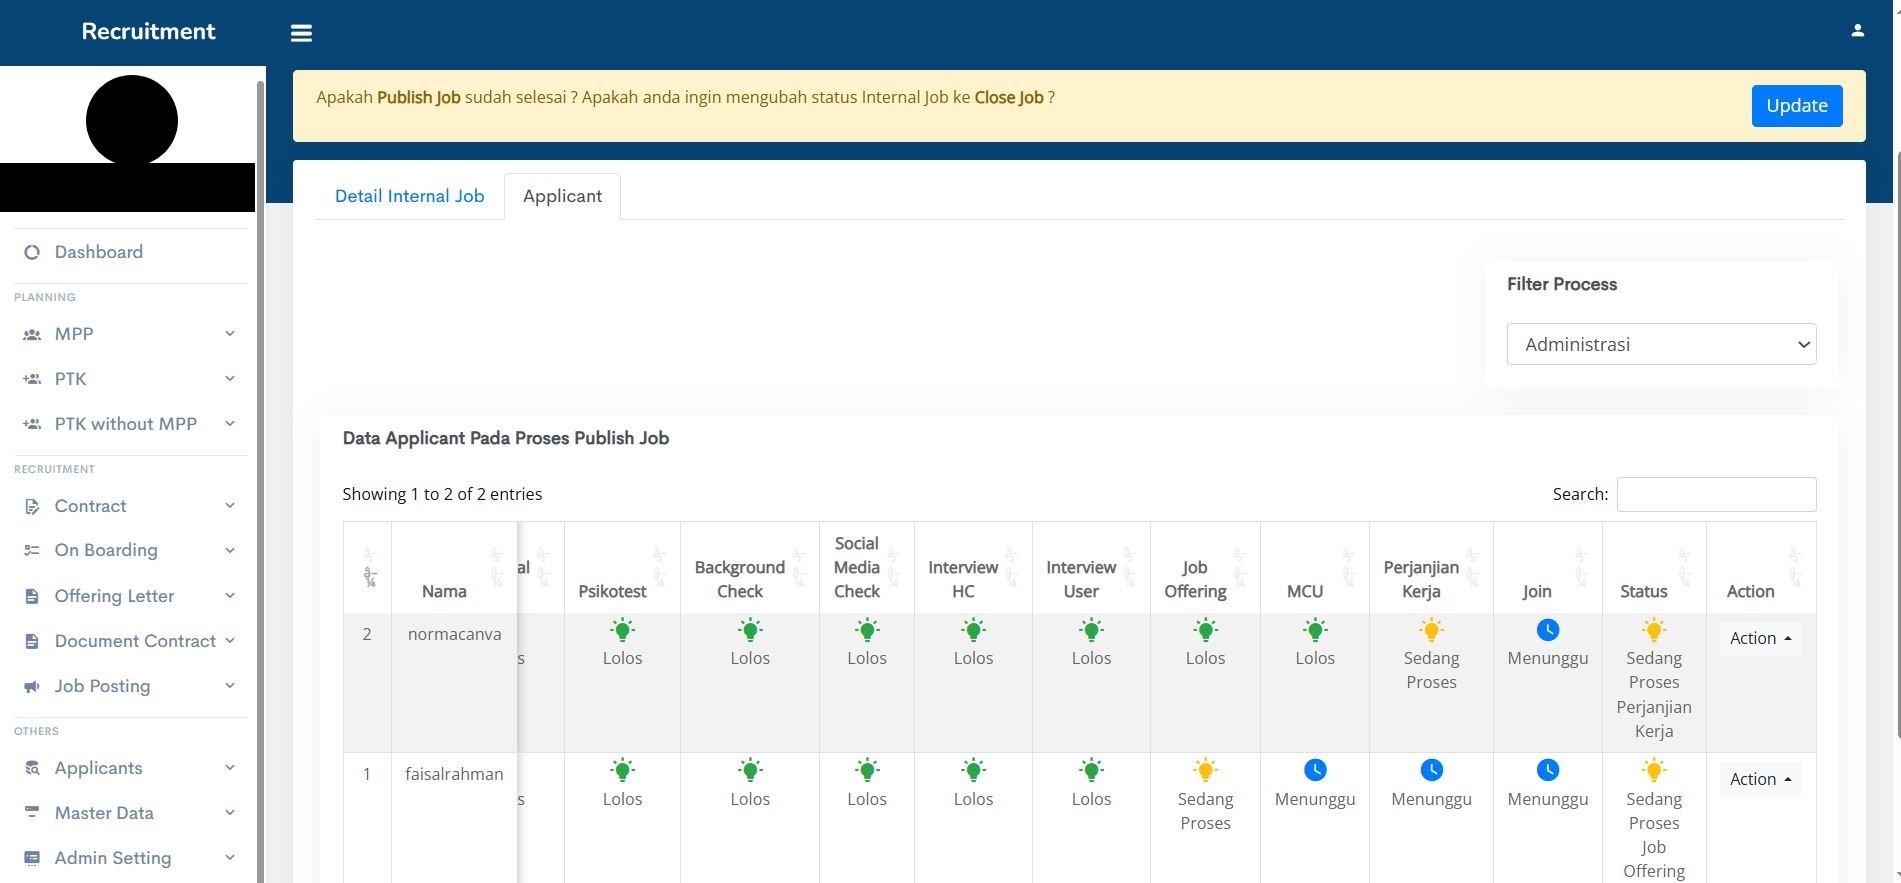 Recruitment
Apakah Publish Job sudah selesai ? Apakah anda ingin mengubah status Internal Job ke Close Job ?
Update
Detail Internal Job
Applicant
Dashboard
PLANNING
MPP
PTK
PTK without MPP
RECRUITMENT
Contract
On Boarding
Offering Letter
Document Contract
Job Posting
OTHERS
Applicants
Master Data
Admin Setting
Filter Process
Administrasi
Data Applicant Pada Proses Publish Job
Showing 1 to 2 of 2 entries
Search:
Nama
al
Psikotest
Background
Check
Social
Media
Check
Interview
HC
Interview
User
Job
Offering
MCU
Perjanjian
Kerja
Join
Status
Action
2
normacanva
s
Lolos
Lolos
Lolos
Lolos
Lolos
Lolos
Lolos
Sedang
Proses
Menunggu
Sedang
Proses
Perjanjian
Kerja
Action
1
faisalrahman
s
Lolos
Lolos
Lolos
Lolos
Lolos
Sedang
Proses
Menunggu
Menunggu
Menunggu
Sedang
Proses
Job
Offering
Action